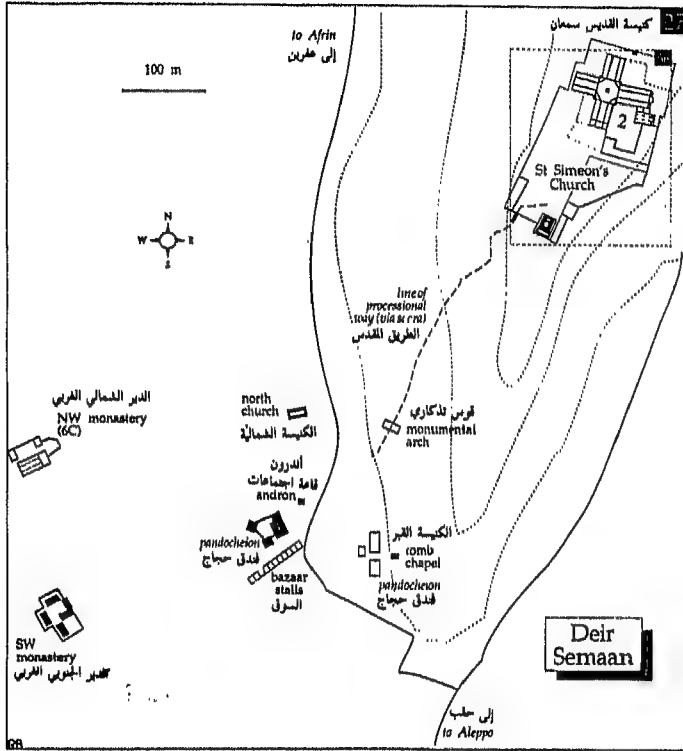 to Afrin
إلى عفرين
كنيسة القديس سمعان
100 m
2
St Simeon's
Church
N
W
E
S
line of
processional
way (via sacra)
الطريق المقدس
الدير الشمالي الغربي
NW monastery
(6C)
north
church
الكنيسة الشمالية
قوس تذكاري
monumental
arch
أندرون
قاعة اجتماعات
andron
pandocheion
فندق حجاج
bazaar
stalls
السوق
الكنيسة القبر
tomb
chapel
pandocheion
فندق حجاج
SW
monastery
الدير الجنوبي الغربي
Deir
Semaan
إلى حلب
to Aleppo